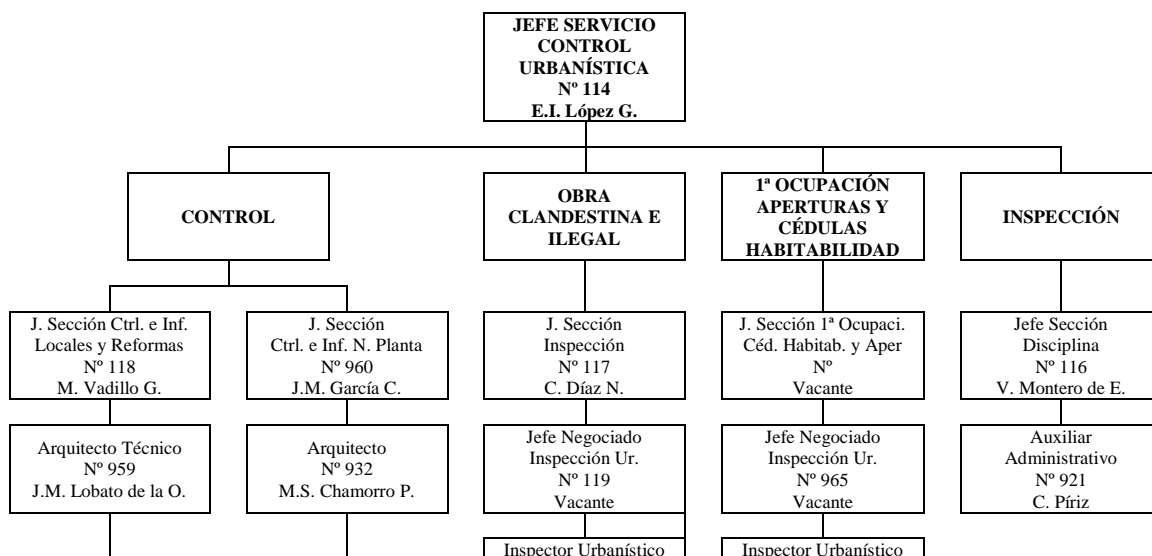 JEFE SERVICIO
CONTROL
URBANÍSTICA
Nº 114
E.I. López G.
CONTROL
OBRA
CLANDESTINA E
ILEGAL
1ª OCUPACIÓN
APERTURAS Y
CÉDULAS
HABITABILIDAD
INSPECCIÓN
J. Sección Ctrl. e Inf.
Locales y Reformas
Nº 118
M. Vadillo G.
J. Sección
Ctrl. e Inf. N. Planta
Nº 960
J.M. García C.
J. Sección
Inspección
Nº 117
C. Díaz N.
J. Sección 1ª Ocupaci.
Céd. Habitab. y Aper
Nº
Vacante
Jefe Sección
Disciplina
Nº 116
V. Montero de E.
Arquitecto Técnico
Nº 959
J.M. Lobato de la O.
Arquitecto
Nº 932
M.S. Chamorro P.
Jefe Negociado
Inspección Ur.
Nº 119
Vacante
Jefe Negociado
Inspección Ur.
Nº 965
Vacante
Auxiliar
Administrativo
Nº 921
C. Píriz
Inspector Urbanístico
Inspector Urbanístico